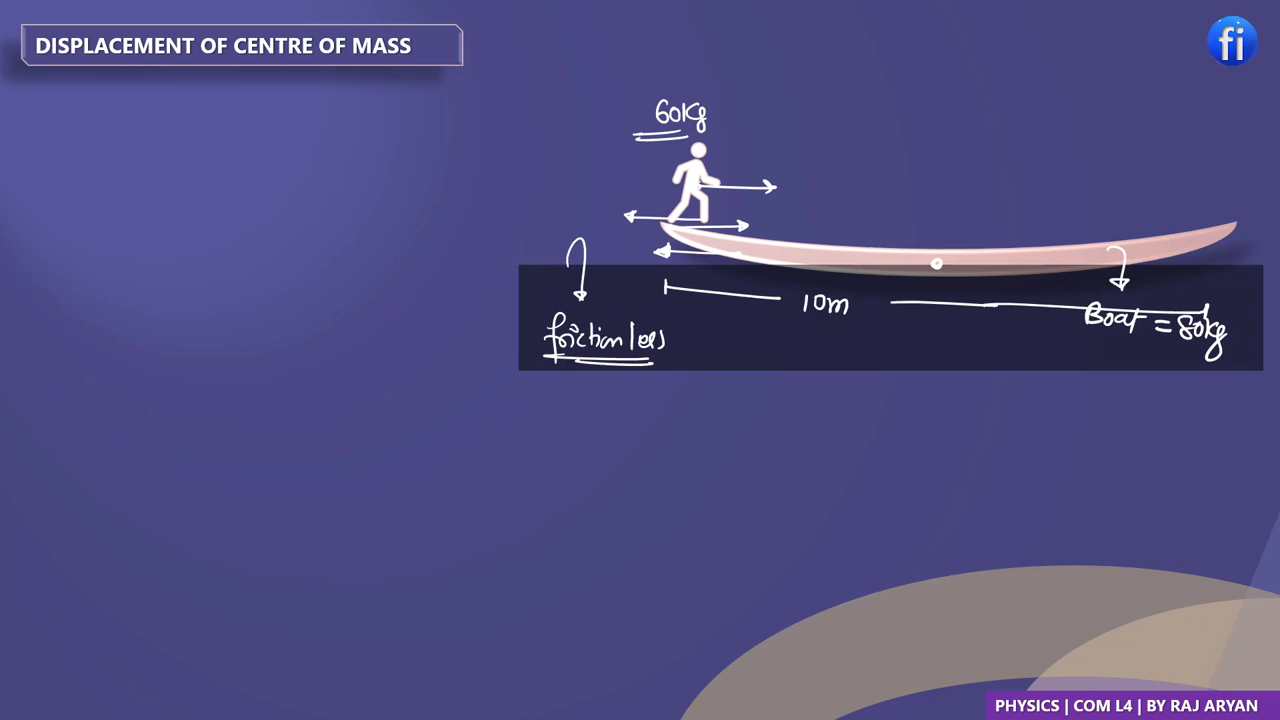 DISPLACEMENT OF CENTRE OF MASS
fi
60kg
10m
Boat = 80kg
frictionless
PHYSICS | COM L4 | BY RAJ ARYAN